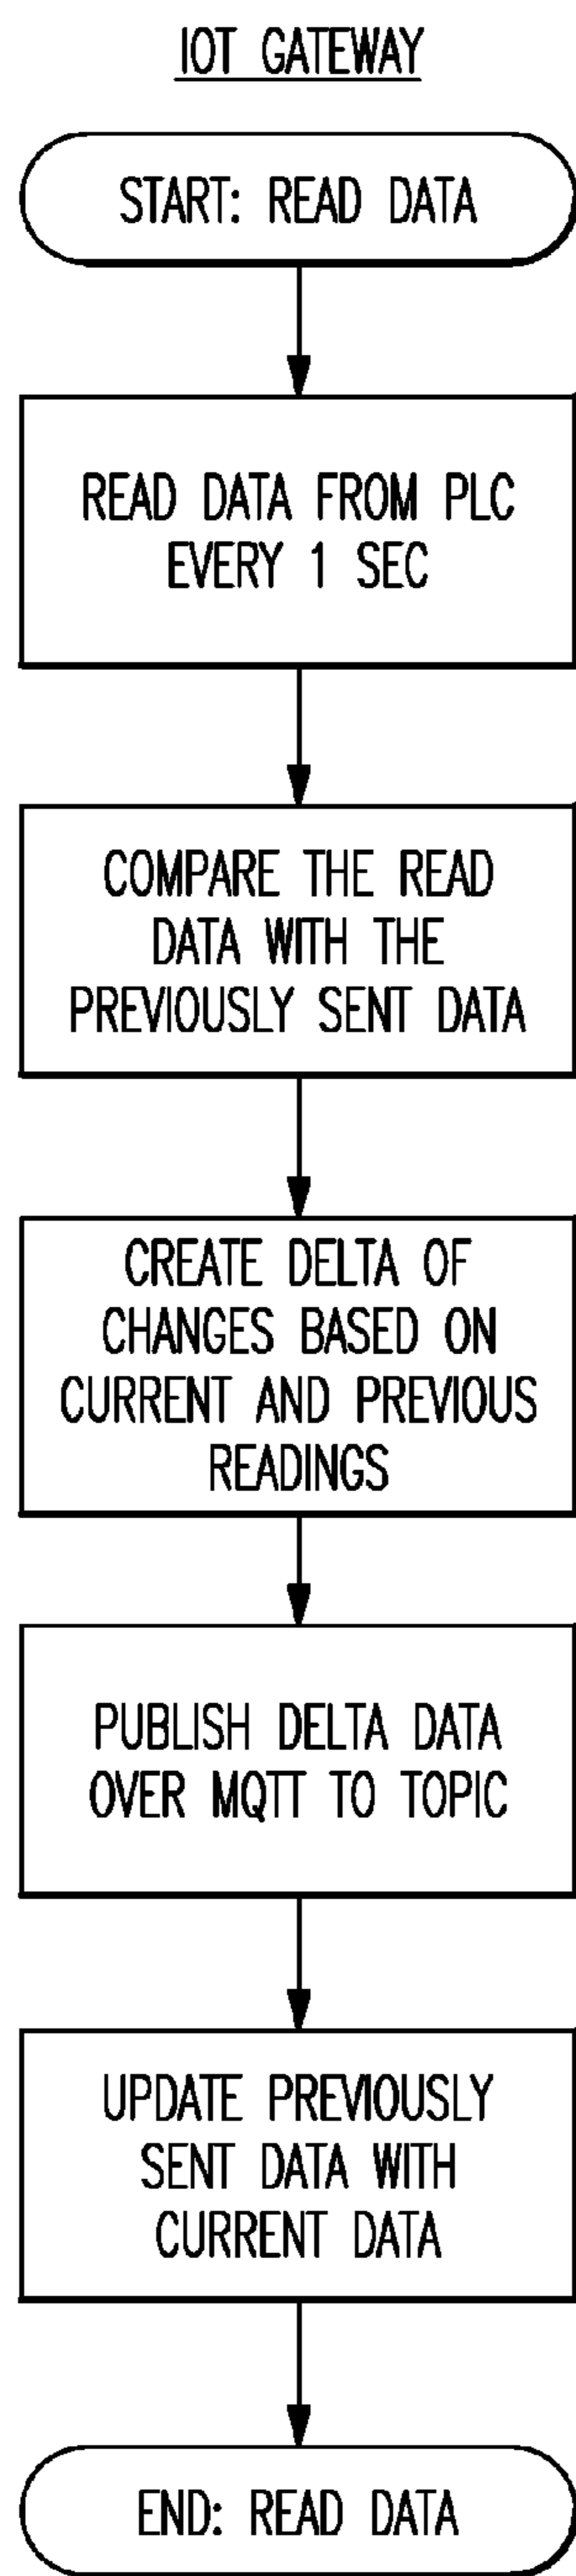 IOT GATEWAY
START: READ DATA
READ DATA FROM PLC
EVERY 1 SEC
COMPARE THE READ
DATA WITH THE
PREVIOUSLY SENT DATA
CREATE DELTA OF
CHANGES BASED ON
CURRENT AND PREVIOUS
READINGS
PUBLISH DELTA DATA
OVER MQTT TO TOPIC
UPDATE PREVIOUSLY
SENT DATA WITH
CURRENT DATA
END: READ DATA